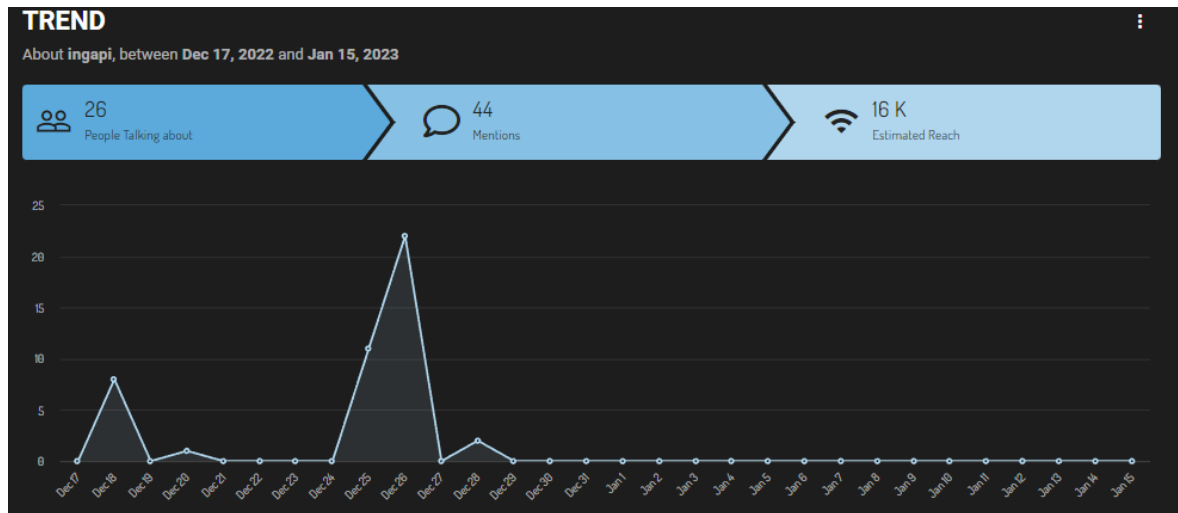 TREND
About ingapi, between Dec 17, 2022 and Jan 15, 2023
26
People Talking about
44
Mentions
16 K
Estimated Reach
25
20
15
10
5
0
Dec 17
Dec 18
Dec 19
Dec 20
Dec 21
Dec 22
Dec 23
Dec 24
Dec 25
Dec 26
Dec 27
Dec 28
Dec 29
Dec 30
Dec 31
Jan 1
Jan 2
Jan 3
Jan 4
Jan 5
Jan 6
Jan 7
Jan 8
Jan 9
Jan 10
Jan 11
Jan 12
Jan 13
Jan 14
Jan 15